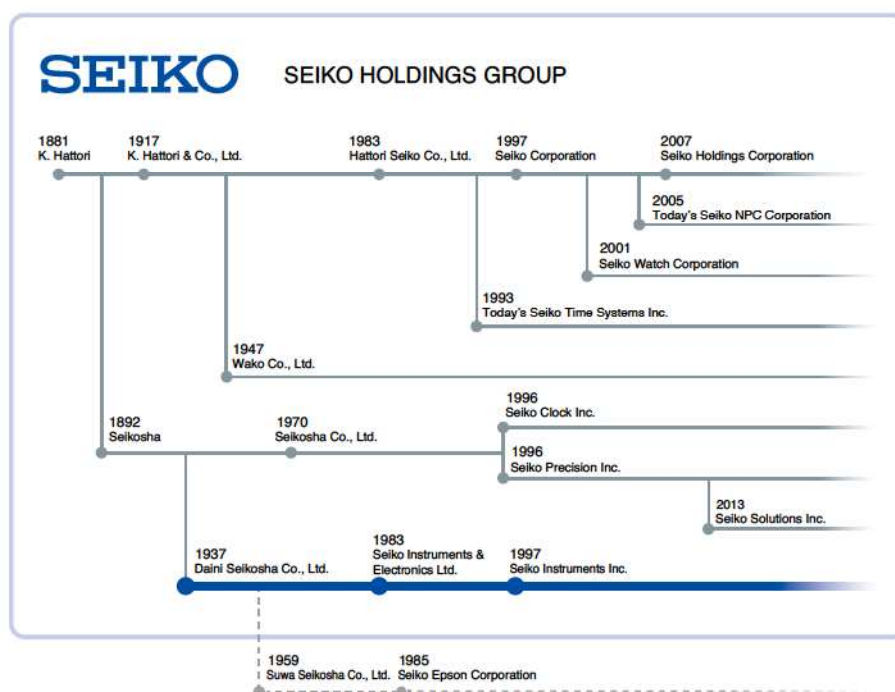 SEIKO SEIKO HOLDINGS GROUP
1881
K. Hattori
1917
K. Hattori & Co., Ltd.
1983
Hattori Seiko Co., Ltd.
1997
Seiko Corporation
2007
Seiko Holdings Corporation
2005
Today's Seiko NPC Corporation
2001
Seiko Watch Corporation
1993
Today's Seiko Time Systems Inc.
1947
Wako Co., Ltd.
1996
Seiko Clock Inc.
1892
Seikosha
1970
Seikosha Co., Ltd.
1996
Seiko Precision Inc.
2013
Seiko Solutions Inc.
1937
Daini Seikosha Co., Ltd.
1983
Seiko Instruments &
Electronics Ltd.
1997
Seiko Instruments Inc.
1959
Suwa Seikosha Co., Ltd.
1985
Seiko Epson Corporation